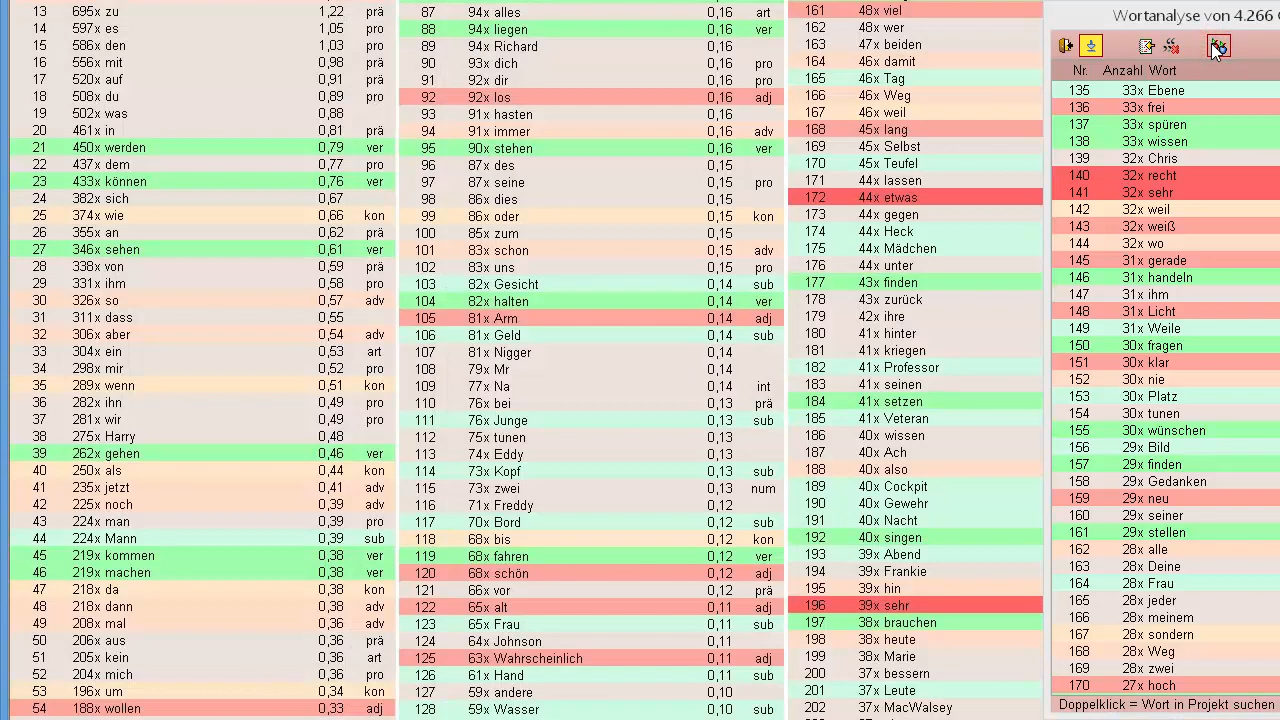 13 695x zu 1,22 prä
14 597x es 1,05 pro
15 586x den 1,03 pro
16 556x mit 0,98 prä
17 520x auf 0,91 prä
18 508x du 0,89 pro
19 502x was 0,88
20 461x in 0,81 prä
21 450x werden 0,79 ver
22 437x dem 0,77 pro
23 433x können 0,76 ver
24 382x sich 0,67
25 374x wie 0,66 kon
26 355x an 0,62 prä
27 346x sehen 0,61 ver
28 338x von 0,59 prä
29 331x ihm 0,58 pro
30 326x so 0,57 adv
31 311x dass 0,55
32 306x aber 0,54 adv
33 304x ein 0,53 art
34 298x mir 0,52 pro
35 289x wenn 0,51 kon
36 282x ihn 0,49 pro
37 281x wir 0,49 pro
38 275x Harry 0,48
39 262x gehen 0,46 ver
40 250x als 0,44 kon
41 235x jetzt 0,41 adv
42 225x noch 0,39 adv
43 224x man 0,39 pro
44 223x Mann 0,39 sub
45 219x kommen 0,38 ver
46 219x machen 0,38 ver
47 218x da 0,38 kon
48 218x dann 0,38 adv
49 208x mal 0,36 adv
50 206x aus 0,36 prä
51 205x kein 0,36 art
52 204x mich 0,36 pro
53 196x um 0,34 kon
54 188x wollen 0,33 adj
87 94x alles 0,16 art
88 94x liegen 0,16 ver
89 94x Richard 0,16
90 93x dich 0,16 pro
91 92x dir 0,16 pro
92 92x los 0,16 adj
93 91x hasten 0,16
94 91x immer 0,16 adv
95 90x stehen 0,16 ver
96 87x des 0,15
97 87x seine 0,15 pro
98 86x dies 0,15
99 86x oder 0,15 kon
100 85x zum 0,15
101 83x schon 0,15 adv
102 83x uns 0,15 pro
103 82x Gesicht 0,14 sub
104 82x halten 0,14 ver
105 81x Arm 0,14 adj
106 81x Geld 0,14 sub
107 81x Nigger 0,14
108 79x Mr 0,14
109 77x Na 0,14 int
110 76x bei 0,13 prä
111 76x Junge 0,13 sub
112 75x tunen 0,13
113 74x Eddy 0,13
114 73x Kopf 0,13 sub
115 73x zwei 0,13 num
116 71x Freddy 0,12
117 70x Bord 0,12 sub
118 68x bis 0,12 kon
119 68x fahren 0,12 ver
120 68x schön 0,12 adj
121 66x vor 0,12 prä
122 65x alt 0,11 adj
123 65x Frau 0,11 sub
124 64x Johnson 0,11
125 63x Wahrscheinlich 0,11 adj
126 61x Hand 0,11 sub
127 59x andere 0,10
128 59x Wasser 0,10 sub
161 48x viel
162 48x wer
163 47x beiden
164 46x damit
165 46x Tag
166 46x Weg
167 46x weil
168 45x lang
169 45x Selbst
170 45x Teufel
171 44x lassen
172 44x etwas
173 44x gegen
174 44x Heck
175 44x Mädchen
176 44x unter
177 43x finden
178 43x zurück
179 42x ihre
180 41x hinter
181 41x kriegen
182 41x Professor
183 41x seinen
184 41x setzen
185 41x Veteran
186 40x wissen
187 40x Ach
188 40x also
189 40x Cockpit
190 40x Gewehr
191 40x Nacht
192 40x singen
193 39x Abend
194 39x Frankie
195 39x hin
196 39x sehr
197 38x brauchen
198 38x heute
199 38x Marie
200 37x bessern
201 37x Leute
202 37x MacWalsey
Wortanalyse von 4.266
Nr. Anzahl Wort
135 33x Ebene
136 33x frei
137 33x spüren
138 33x wissen
139 32x Chris
140 32x recht
141 32x sehr
142 32x weil
143 32x weiß
144 32x wo
145 31x gerade
146 31x handeln
147 31x ihm
148 31x Licht
149 31x Weile
150 30x fragen
151 30x klar
152 30x nie
153 30x Platz
154 30x tunen
155 30x wünschen
156 29x Bild
157 29x finden
158 29x Gedanken
159 29x neu
160 29x seiner
161 29x stellen
162 28x alle
163 28x Deine
164 28x Frau
165 28x jeder
166 28x meinem
167 28x sondern
168 28x Weg
169 28x zwei
170 27x hoch
Doppelklick = Wort in Projekt suchen